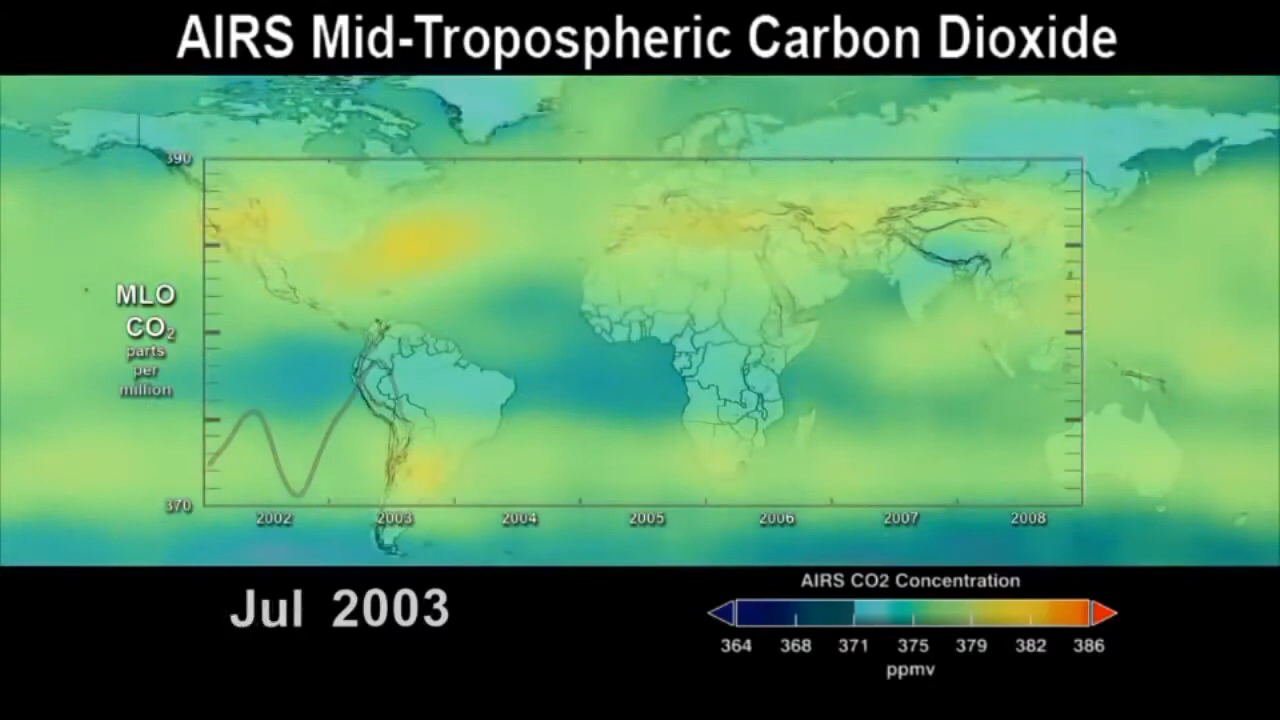 AIRS Mid-Tropospheric Carbon Dioxide
390
MLO
CO₂
parts
per
million
370
2002 2003 2004 2005 2006 2007 2008
Jul 2003
AIRS CO2 Concentration
364 368 371 375 379 382 386
ppmv